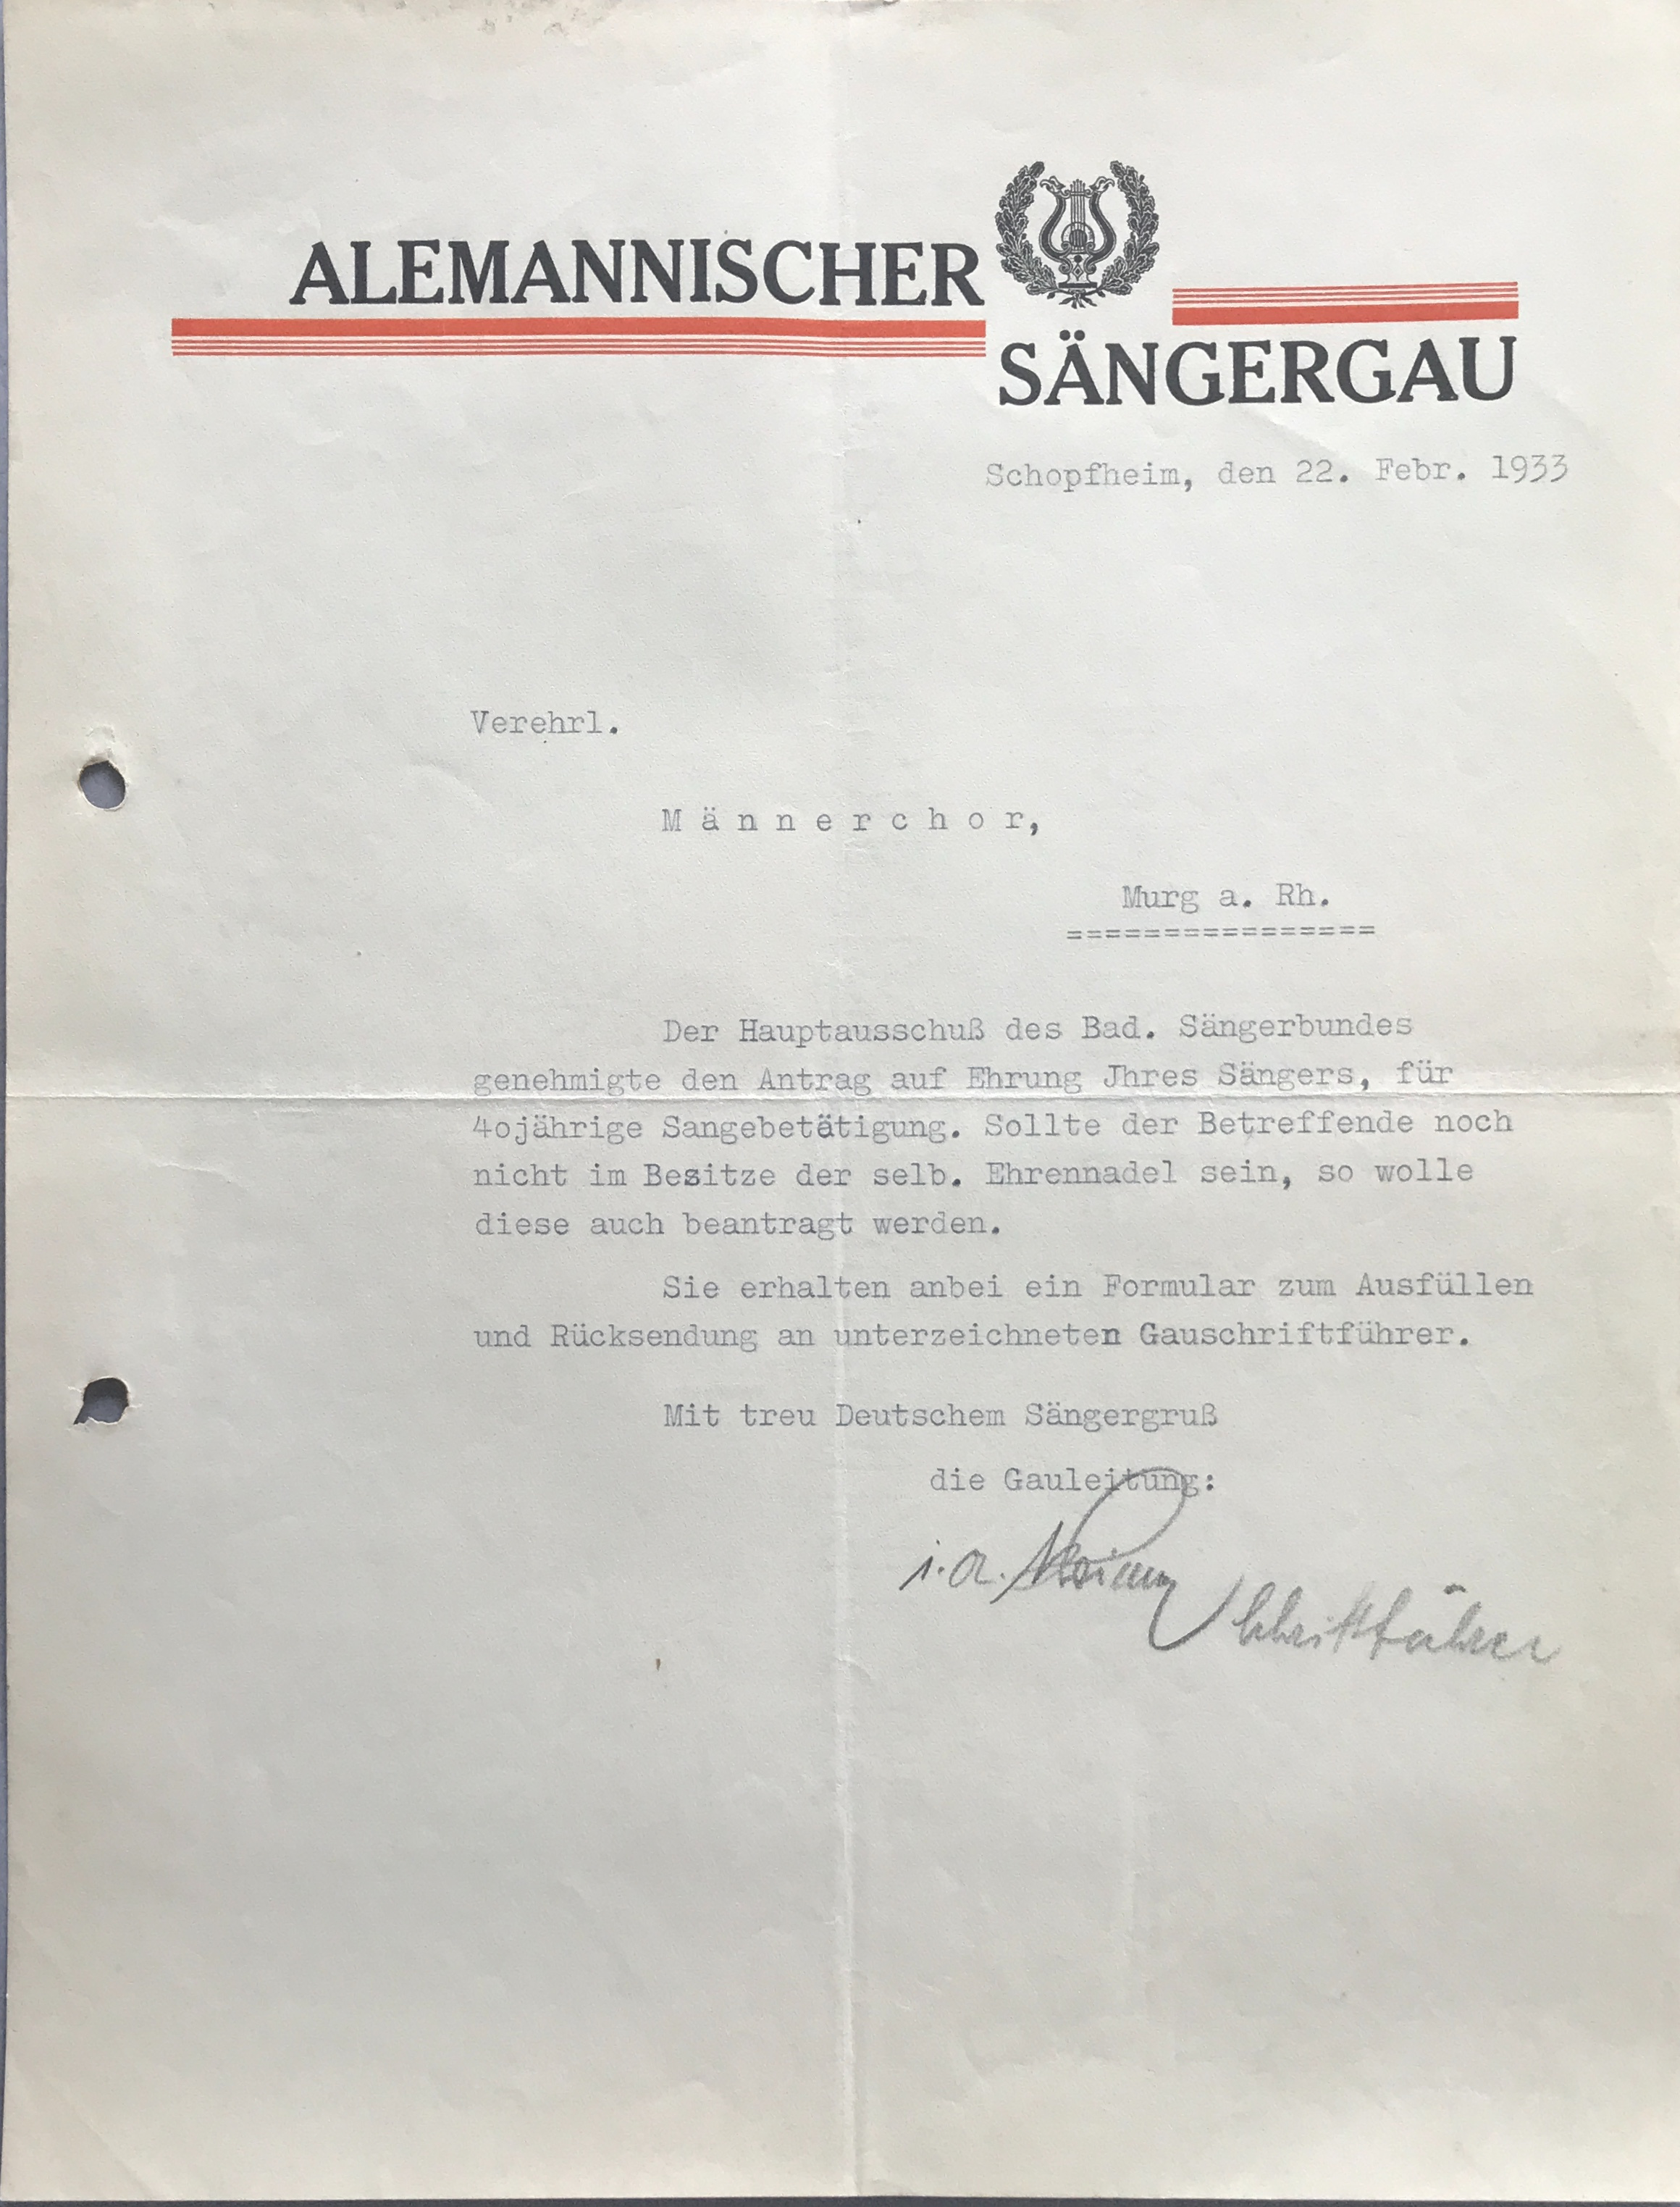 ALEMANNISCHER
SÄNGERGAU
Schopfheim, den 22. Febr. 1933
Verehrl.
Männerchor,
Murg a. Rh.
================
Der Hauptausschuß des Bad. Sängerbundes
genehmigte den Antrag auf Ehrung Jhres Sängers, für
4ojährige Sangebetätigung. Sollte der Betreffende noch
nicht im Besitze der selb. Ehrennadel sein, so wolle
diese auch beantragt werden.
Sie erhalten anbei ein Formular zum Ausfüllen
und Rücksendung an unterzeichneten Gauschriftführer.
Mit treu Deutschem Sängergruß
die Gauleitung:
i. a.
Schriftführer